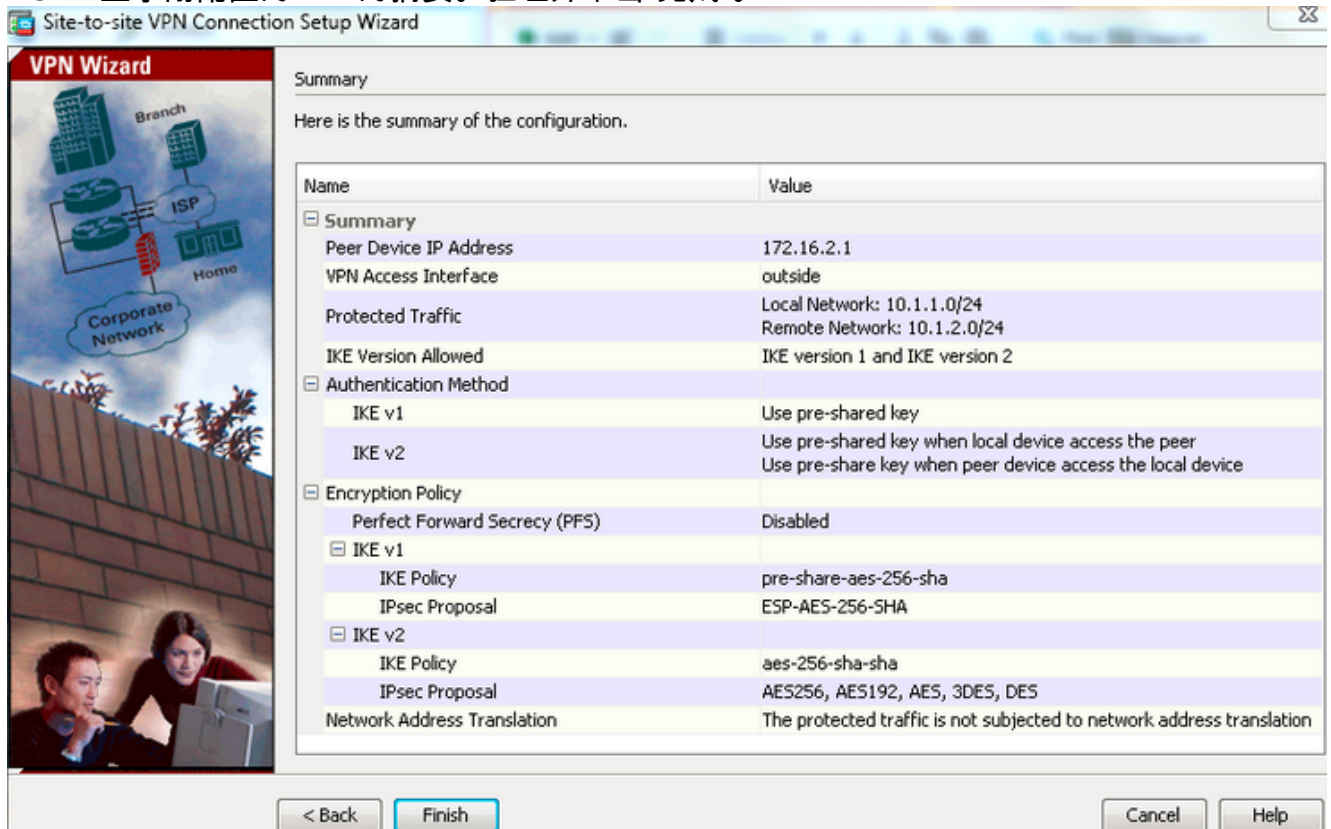 Site-to-site VPN Connection Setup Wizard
VPN Wizard
Branch
ISP
Home
Corporate
Network
Summary
Here is the summary of the configuration.
Name Value
Summary
Peer Device IP Address 172.16.2.1
VPN Access Interface outside
Protected Traffic Local Network: 10.1.1.0/24
Remote Network: 10.1.2.0/24
IKE Version Allowed IKE version 1 and IKE version 2
Authentication Method
IKE v1 Use pre-shared key
IKE v2 Use pre-shared key when local device access the peer
Use pre-share key when peer device access the local device
Encryption Policy
Perfect Forward Secrecy (PFS) Disabled
IKE v1
IKE Policy pre-share-aes-256-sha
IPsec Proposal ESP-AES-256-SHA
IKE v2
IKE Policy aes-256-sha-sha
IPsec Proposal AES256, AES192, AES, 3DES, DES
Network Address Translation The protected traffic is not subjected to network address translation
< Back Finish Cancel Help